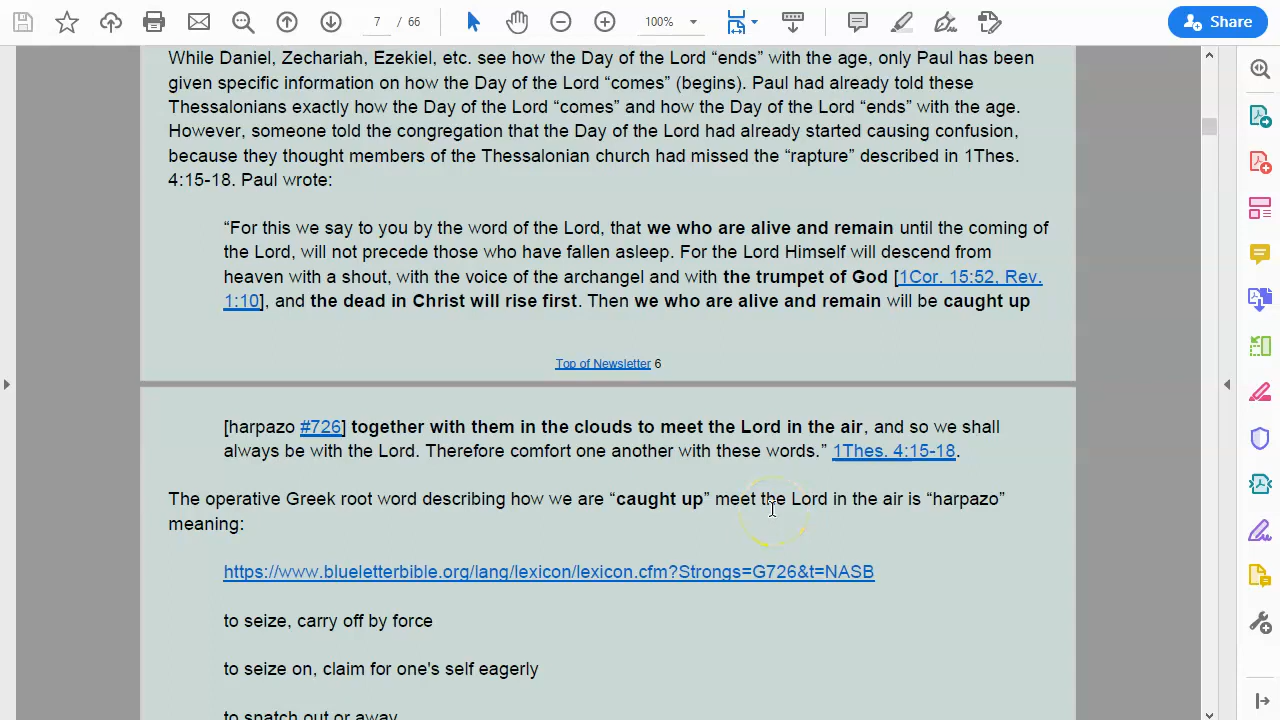 7 / 66
100%
Share
While Daniel, Zechariah, Ezekiel, etc. see how the Day of the Lord “ends” with the age, only Paul has been
given specific information on how the Day of the Lord “comes” (begins). Paul had already told these
Thessalonians exactly how the Day of the Lord “comes” and how the Day of the Lord “ends” with the age.
However, someone told the congregation that the Day of the Lord had already started causing confusion,
because they thought members of the Thessalonian church had missed the “rapture” described in 1Thes.
4:15-18. Paul wrote:
“For this we say to you by the word of the Lord, that we who are alive and remain until the coming of
the Lord, will not precede those who have fallen asleep. For the Lord Himself will descend from
heaven with a shout, with the voice of the archangel and with the trumpet of God [1Cor. 15:52, Rev.
1:10], and the dead in Christ will rise first. Then we who are alive and remain will be caught up
Top of Newsletter 6
[harpazo #726] together with them in the clouds to meet the Lord in the air, and so we shall
always be with the Lord. Therefore comfort one another with these words.” 1Thes. 4:15-18.
The operative Greek root word describing how we are “caught up” meet the Lord in the air is “harpazo”
meaning:
https://www.blueletterbible.org/lang/lexicon/lexicon.cfm?Strongs=G726&t=NASB
to seize, carry off by force
to seize on, claim for one's self eagerly
to snatch out or away